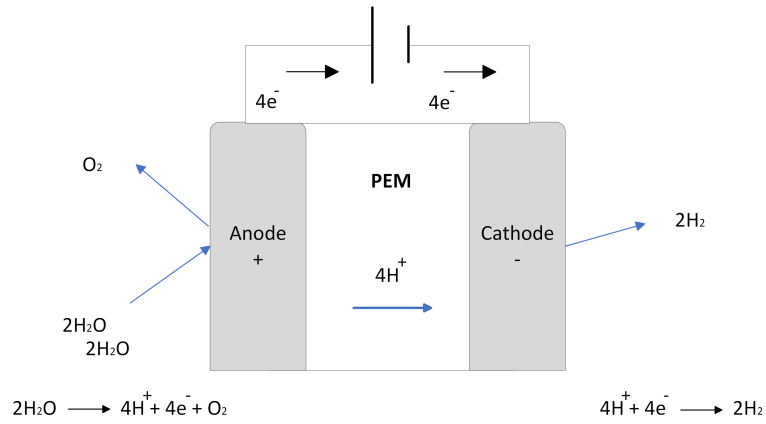 4e⁻ 4e⁻
O₂
PEM
2H₂
Anode
+
Cathode
-
4H⁺
2H₂O
2H₂O
2H₂O → 4H⁺+ 4e⁻ + O₂
4H⁺+ 4e⁻ → 2H₂